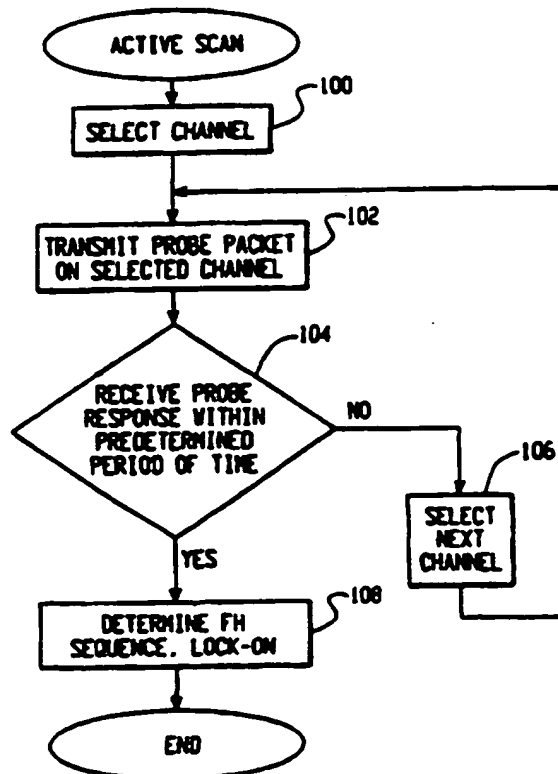 ACTIVE SCAN
100
SELECT CHANNEL
102
TRANSMIT PROBE PACKET
ON SELECTED CHANNEL
104
RECEIVE PROBE
RESPONSE WITHIN
PREDETERMINED
PERIOD OF TIME
NO
106
SELECT
NEXT
CHANNEL
YES
108
DETERMINE FH
SEQUENCE. LOCK-ON
END